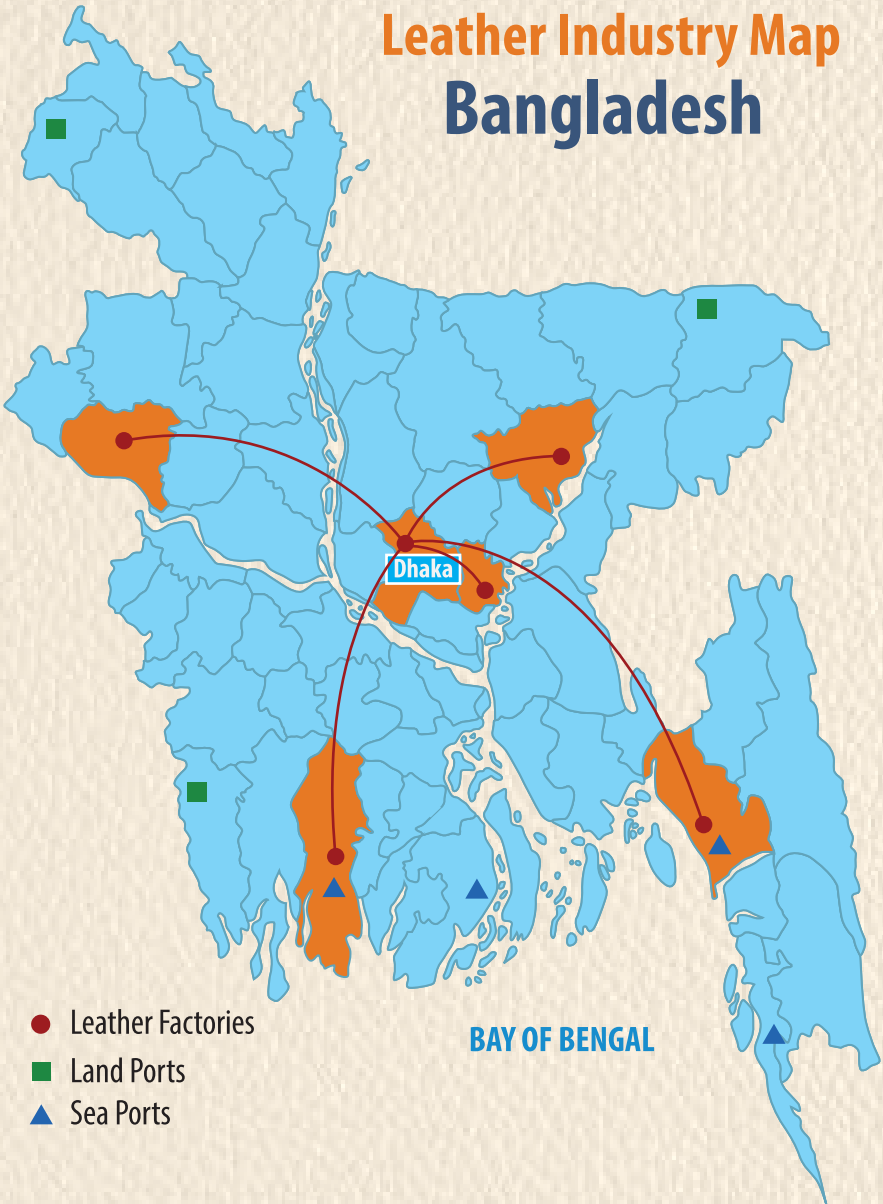 Leather Industry Map
Bangladesh
Dhaka
BAY OF BENGAL
Leather Factories
Land Ports
Sea Ports